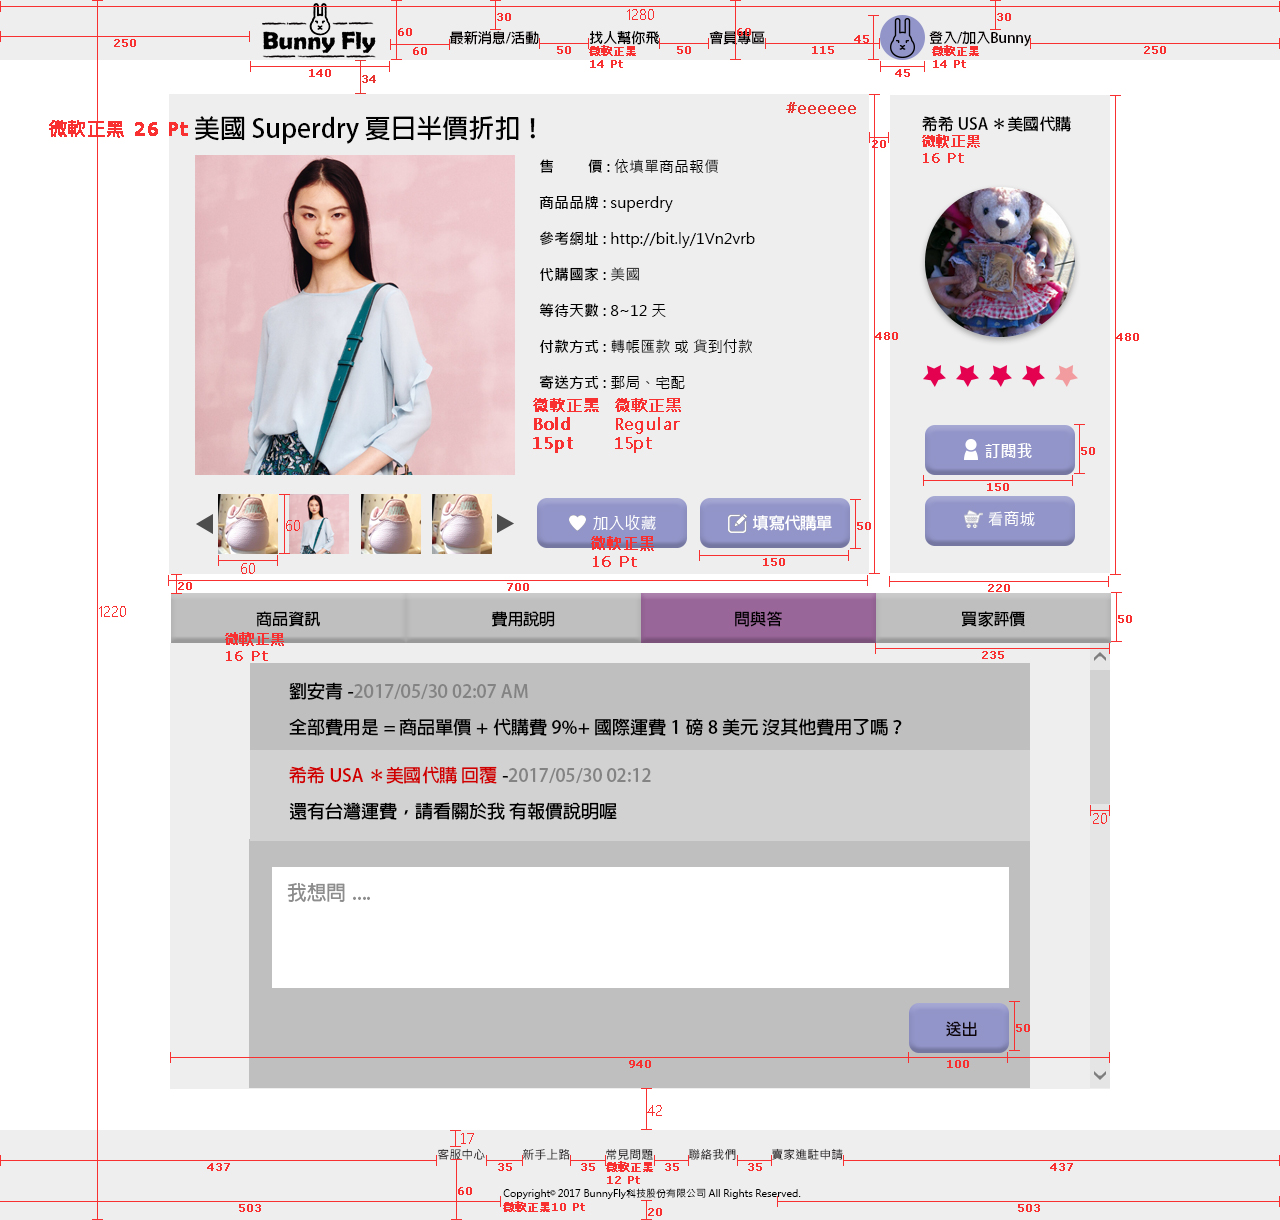 30
1280
30
60
60
Bunny Fly
最新消息/活動
找人幫你飛
會員專區
登入/加入Bunny
45
250
60
50
微軟正黑
14 Pt
50
115
微軟正黑
14 Pt
250
140
34
45
#eeeeee
微軟正黑 26 Pt
美國 Superdry 夏日半價折扣！
20
希希 USA ＊美國代購
微軟正黑
16 Pt
售 價 : 依填單商品報價
商品品牌 : superdry
參考網址 : http://bit.ly/1Vn2vrb
代購國家 : 美國
等待天數 : 8~12 天
付款方式 : 轉帳匯款 或 貨到付款
寄送方式 : 郵局、宅配
480
480
微軟正黑
Bold
15pt
微軟正黑
Regular
15pt
訂閱我
50
150
看商城
60
60
加入收藏
填寫代購單
50
微軟正黑
16 Pt
150
20
700
220
1220
商品資訊
費用說明
問與答
買家評價
50
微軟正黑
16 Pt
235
劉安青 -2017/05/30 02:07 AM
全部費用是 = 商品單價 + 代購費 9%+ 國際運費 1 磅 8 美元 沒其他費用了嗎 ?
希希 USA ＊美國代購 回覆 -2017/05/30 02:12
還有台灣運費，請看關於我 有報價說明喔
20
我想問 ....
送出
50
940
100
42
17
客服中心
新手上路
常見問題
聯絡我們
賣家進駐申請
437
35
35
微軟正黑
12 Pt
35
35
437
60
Copyright© 2017 BunnyFly科技股份有限公司 All Rights Reserved.
503
微軟正黑10 Pt
20
503